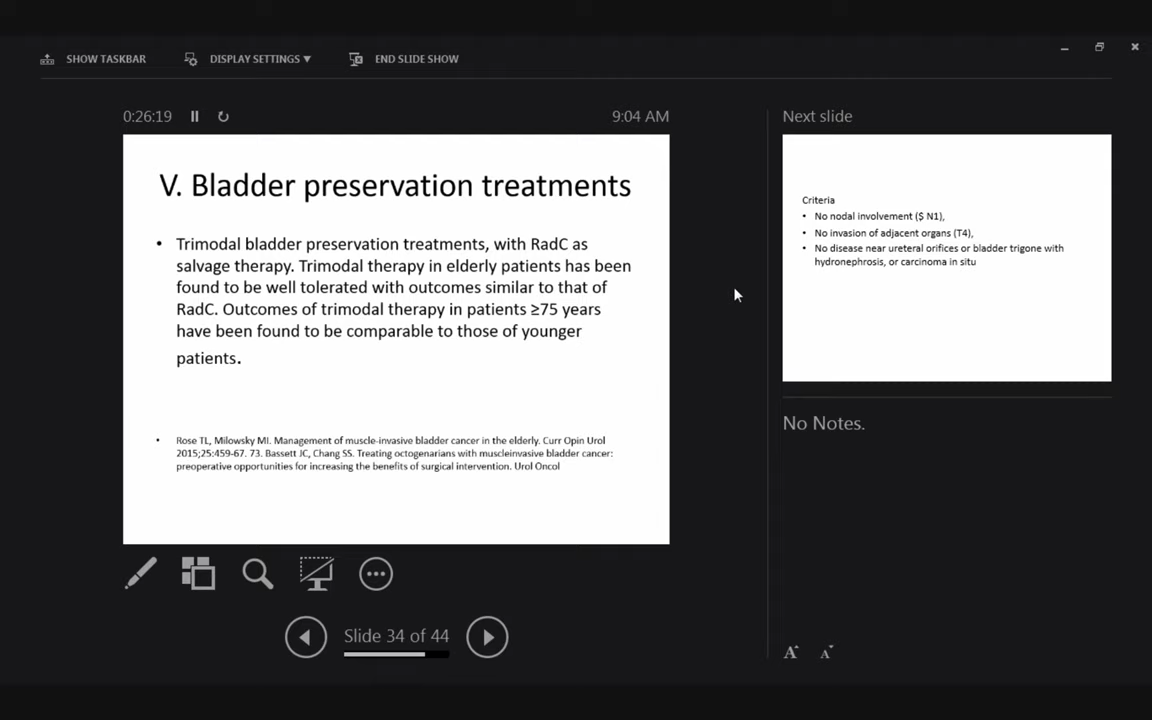 SHOW TASKBAR
DISPLAY SETTINGS ▼
END SLIDE SHOW
0:26:19
9:04 AM
V. Bladder preservation treatments
• Trimodal bladder preservation treatments, with RadC as
salvage therapy. Trimodal therapy in elderly patients has been
found to be well tolerated with outcomes similar to that of
RadC. Outcomes of trimodal therapy in patients ≥75 years
have been found to be comparable to those of younger
patients.
• Rose TL, Milowsky MI. Management of muscle-invasive bladder cancer in the elderly. Curr Opin Urol
2015;25:459-67. 73. Bassett JC, Chang SS. Treating octogenarians with muscleinvasive bladder cancer:
preoperative opportunities for increasing the benefits of surgical intervention. Urol Oncol
Slide 34 of 44
Next slide
Criteria
• No nodal involvement ($ N1),
• No invasion of adjacent organs (T4),
• No disease near ureteral orifices or bladder trigone with
hydronephrosis, or carcinoma in situ
No Notes.
A A